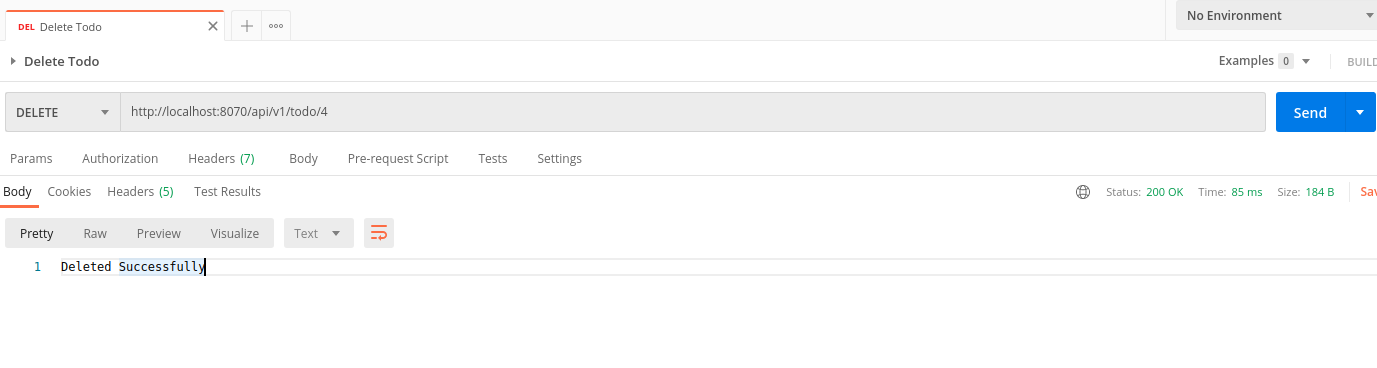 DEL Delete Todo
No Environment
Delete Todo
Examples 0
BUILD
DELETE http://localhost:8070/api/v1/todo/4 Send
Params Authorization Headers (7) Body Pre-request Script Tests Settings
Body Cookies Headers (5) Test Results Status: 200 OK Time: 85 ms Size: 184 B Sav
Pretty Raw Preview Visualize Text
1 Deleted Successfully